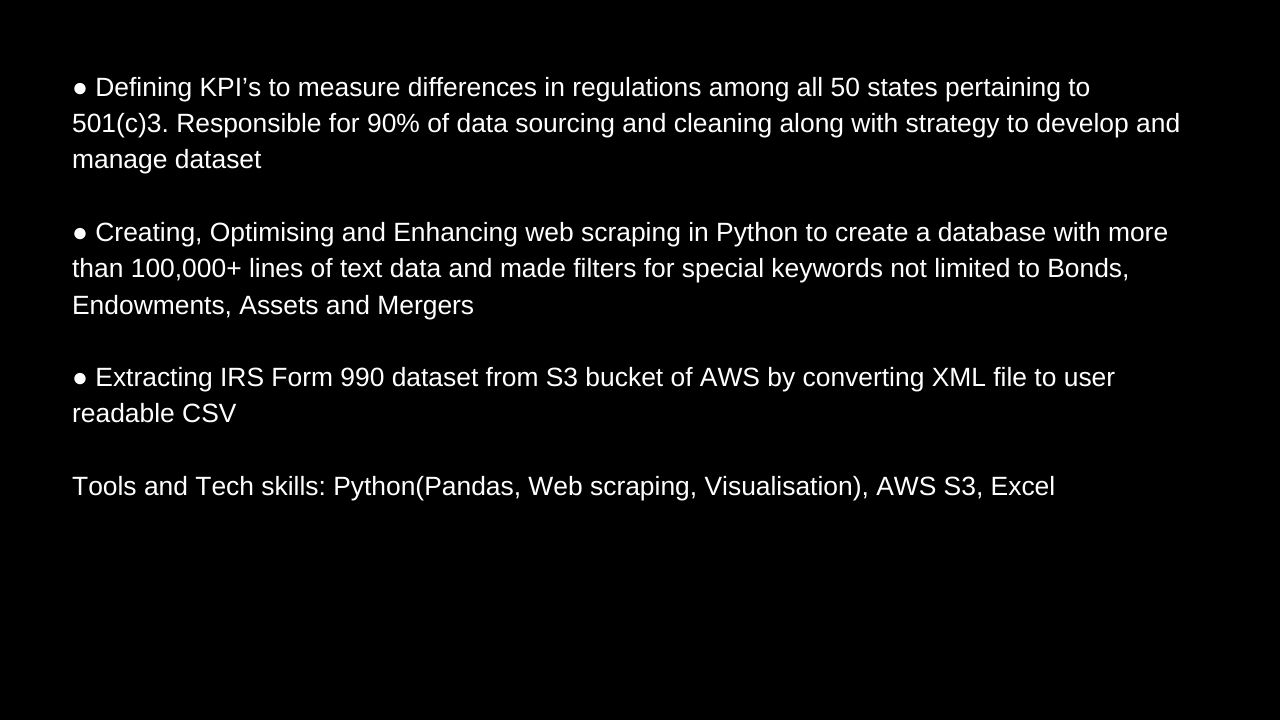 ● Defining KPI’s to measure differences in regulations among all 50 states pertaining to
501(c)3. Responsible for 90% of data sourcing and cleaning along with strategy to develop and
manage dataset
● Creating, Optimising and Enhancing web scraping in Python to create a database with more
than 100,000+ lines of text data and made filters for special keywords not limited to Bonds,
Endowments, Assets and Mergers
● Extracting IRS Form 990 dataset from S3 bucket of AWS by converting XML file to user
readable CSV
Tools and Tech skills: Python(Pandas, Web scraping, Visualisation), AWS S3, Excel